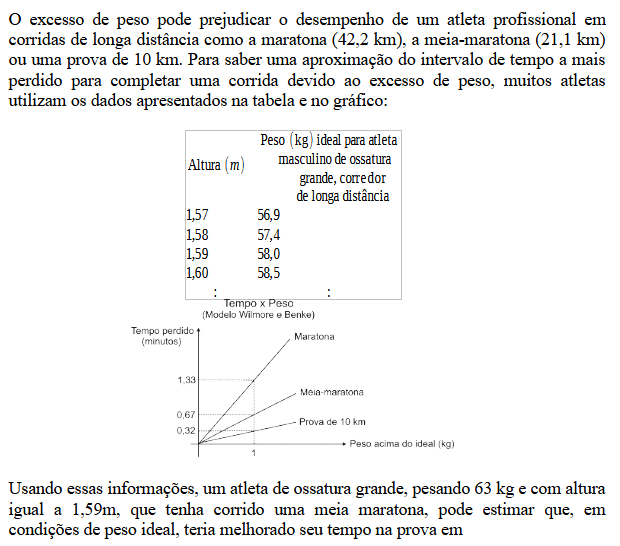 O excesso de peso pode prejudicar o desempenho de um atleta profissional em
corridas de longa distância como a maratona (42,2 km), a meia-maratona (21,1 km)
ou uma prova de 10 km. Para saber uma aproximação do intervalo de tempo a mais
perdido para completar uma corrida devido ao excesso de peso, muitos atletas
utilizam os dados apresentados na tabela e no gráfico:
Altura (m)
Peso (kg) ideal para atleta
masculino de ossatura
grande, corredor
de longa distância
1,57 56,9
1,58 57,4
1,59 58,0
1,60 58,5
: :
Tempo x Peso
(Modelo Wilmore e Benke)
Tempo perdido
(minutos)
Maratona
1,33
Meia-maratona
0,67
Prova de 10 km
0,32
Peso acima do ideal (kg)
1
Usando essas informações, um atleta de ossatura grande, pesando 63 kg e com altura
igual a 1,59m, que tenha corrido uma meia maratona, pode estimar que, em
condições de peso ideal, teria melhorado seu tempo na prova em